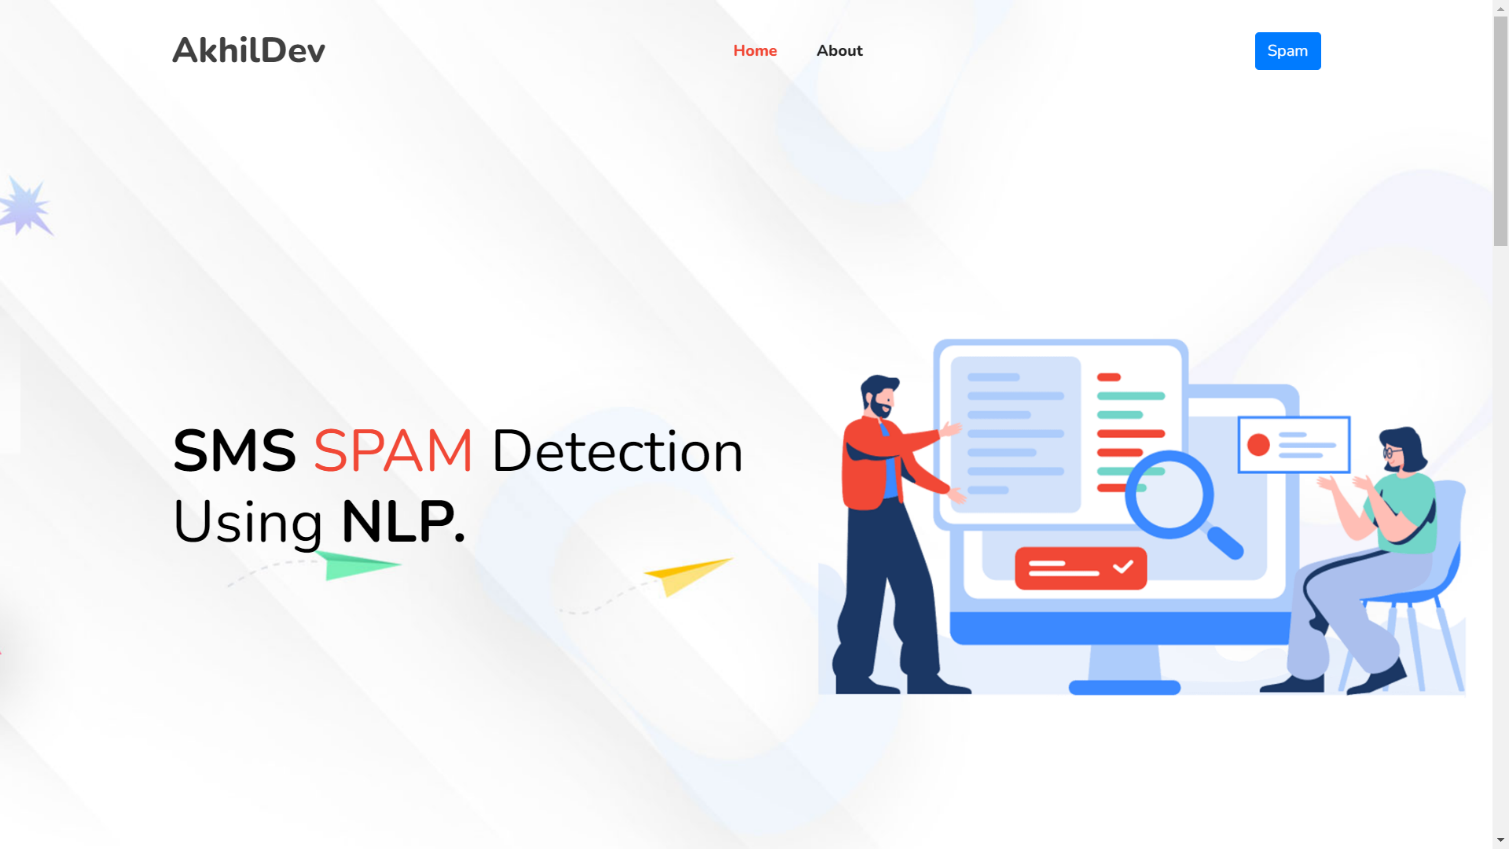 AkhilDev
Home
About
Spam
SMS SPAM Detection
Using NLP.